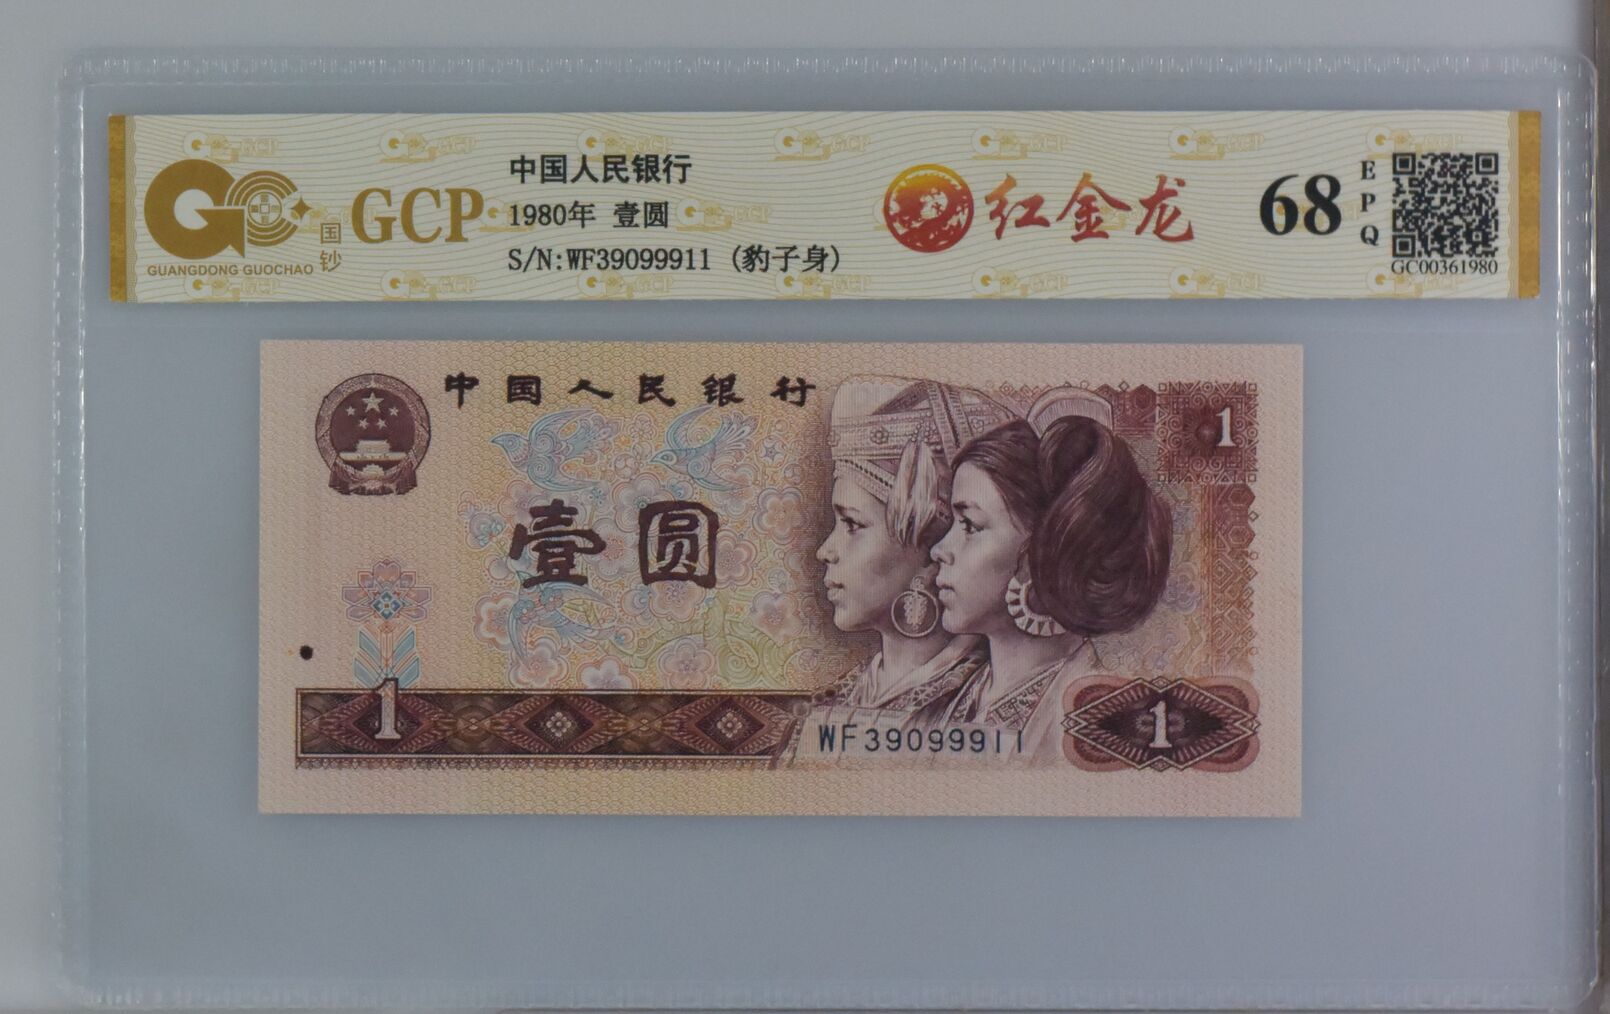 GUANGDONG GUOCHAO
国钞
GCP
中国人民银行
1980年 壹圆
S/N:WF39099911 (豹子身)
红金龙
68
EPQ
GC00361980
中国人民银行
1
壹圆
1
WF39099911
1